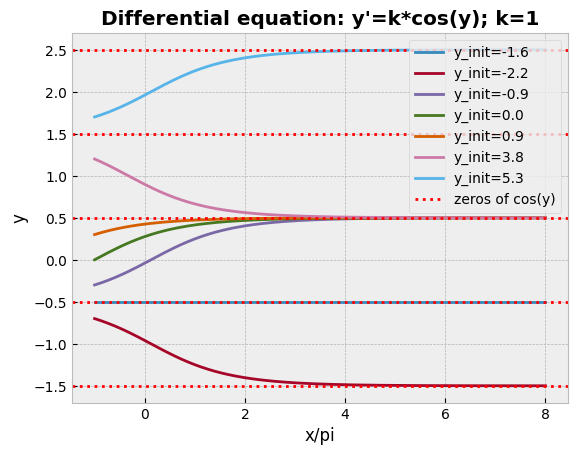 Differential equation: y'=k*cos(y); k=1
y
2.5
2.0
1.5
1.0
0.5
0.0
−0.5
−1.0
−1.5
y_init=-1.6
y_init=-2.2
y_init=-0.9
y_init=0.0
y_init=0.9
y_init=3.8
y_init=5.3
zeros of cos(y)
0 2 4 6 8
x/pi